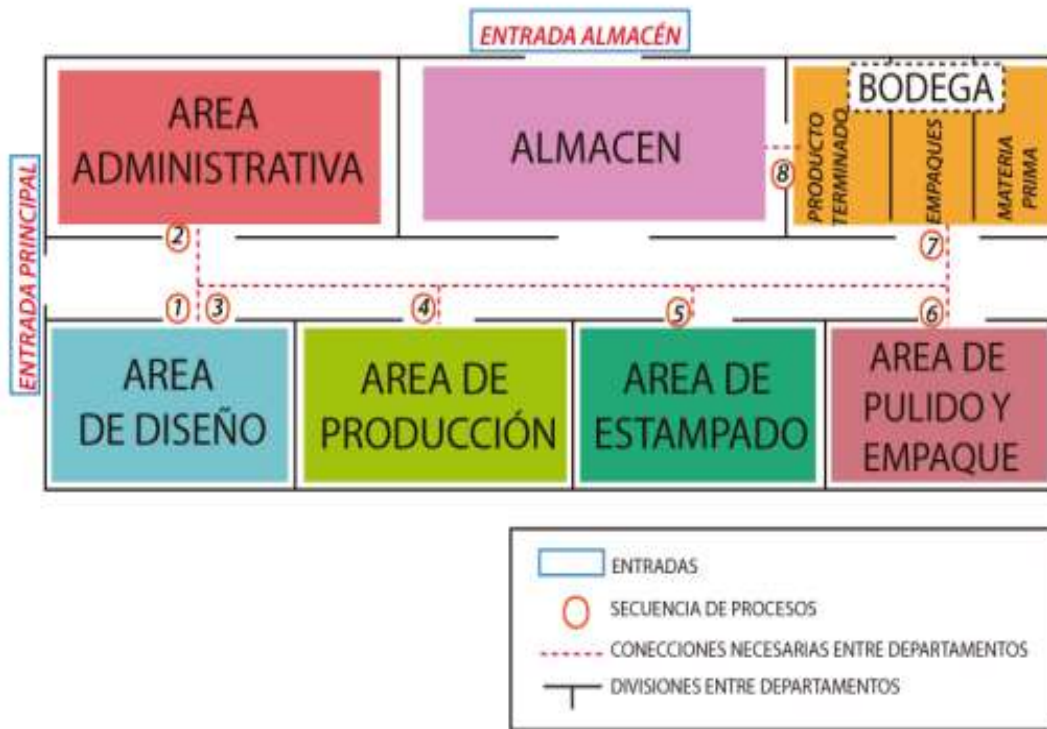 ENTRADA ALMACÉN
ENTRADA PRINCIPAL
AREA
ADMINISTRATIVA
ALMACEN
BODEGA
PRODUCTO
TERMINADO
EMPAQUES
MATERIA
PRIMA
8
2
7
1
3
4
5
6
AREA
DE DISEÑO
AREA DE
PRODUCCIÓN
AREA DE
ESTAMPADO
AREA DE
PULIDO Y
EMPAQUE
ENTRADAS
SECUENCIA DE PROCESOS
CONECCIONES NECESARIAS ENTRE DEPARTAMENTOS
DIVISIONES ENTRE DEPARTAMENTOS